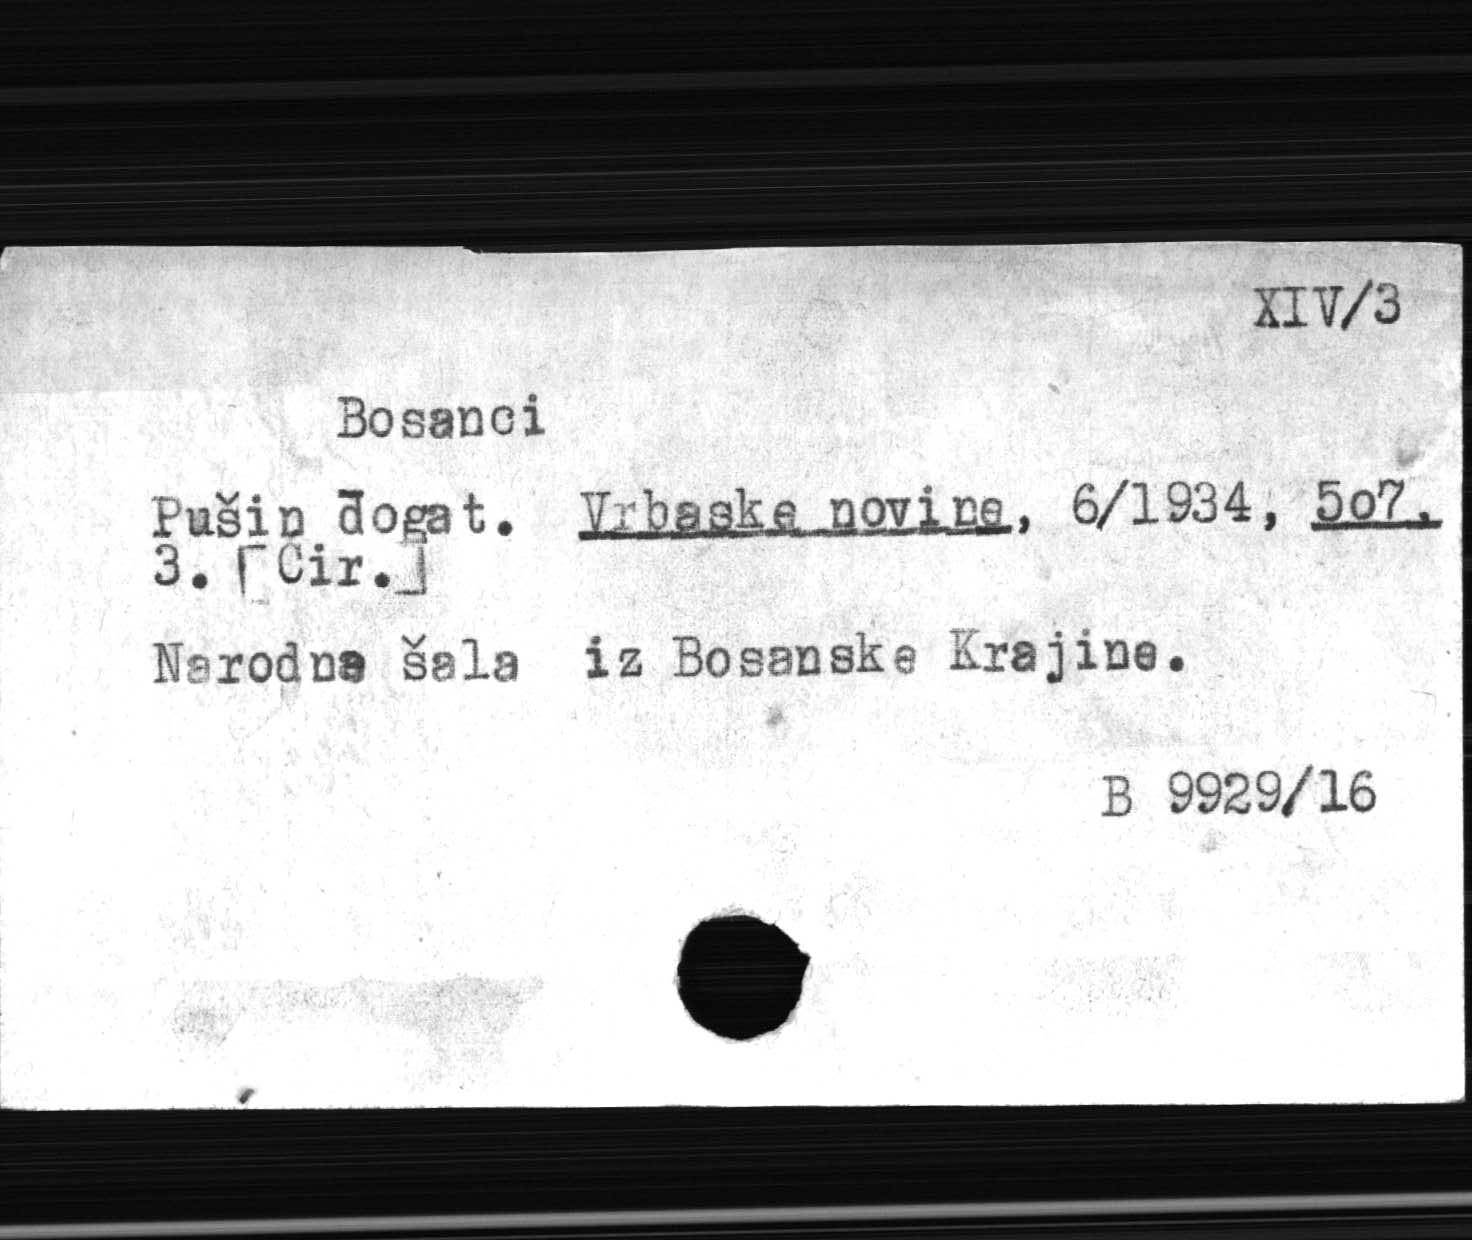 XIV/3
Bosanci
Pušin đogat. Vrbaske novine, 6/1934, 5o7,
3. [Cir.]
Narodna šala iz Bosanske Krajine.
B 9929/16